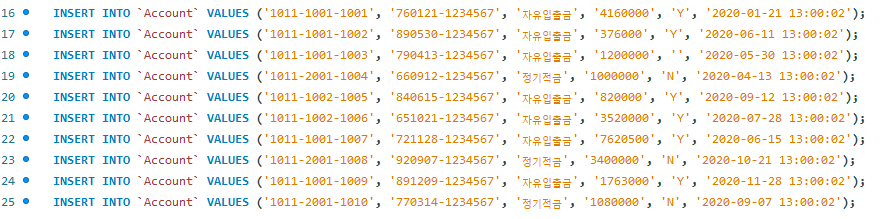 16 INSERT INTO `Account` VALUES ('1011-1001-1001', '760121-1234567', '자유입출금', '4160000', 'Y', '2020-01-21 13:00:02');
17 INSERT INTO `Account` VALUES ('1011-1001-1002', '890530-1234567', '자유입출금', '376000', 'Y', '2020-06-11 13:00:02');
18 INSERT INTO `Account` VALUES ('1011-1001-1003', '790413-1234567', '자유입출금', '1200000', '', '2020-05-30 13:00:02');
19 INSERT INTO `Account` VALUES ('1011-2001-1004', '660912-1234567', '정기적금', '1000000', 'N', '2020-04-13 13:00:02');
20 INSERT INTO `Account` VALUES ('1011-1002-1005', '840615-1234567', '자유입출금', '820000', 'Y', '2020-09-12 13:00:02');
21 INSERT INTO `Account` VALUES ('1011-1002-1006', '651021-1234567', '자유입출금', '3520000', 'Y', '2020-07-28 13:00:02');
22 INSERT INTO `Account` VALUES ('1011-1001-1007', '721128-1234567', '자유입출금', '7620500', 'Y', '2020-06-15 13:00:02');
23 INSERT INTO `Account` VALUES ('1011-2001-1008', '920907-1234567', '정기적금', '3400000', 'N', '2020-10-21 13:00:02');
24 INSERT INTO `Account` VALUES ('1011-1001-1009', '891209-1234567', '자유입출금', '1763000', 'Y', '2020-11-28 13:00:02');
25 INSERT INTO `Account` VALUES ('1011-2001-1010', '770314-1234567', '정기적금', '1080000', 'N', '2020-09-07 13:00:02');